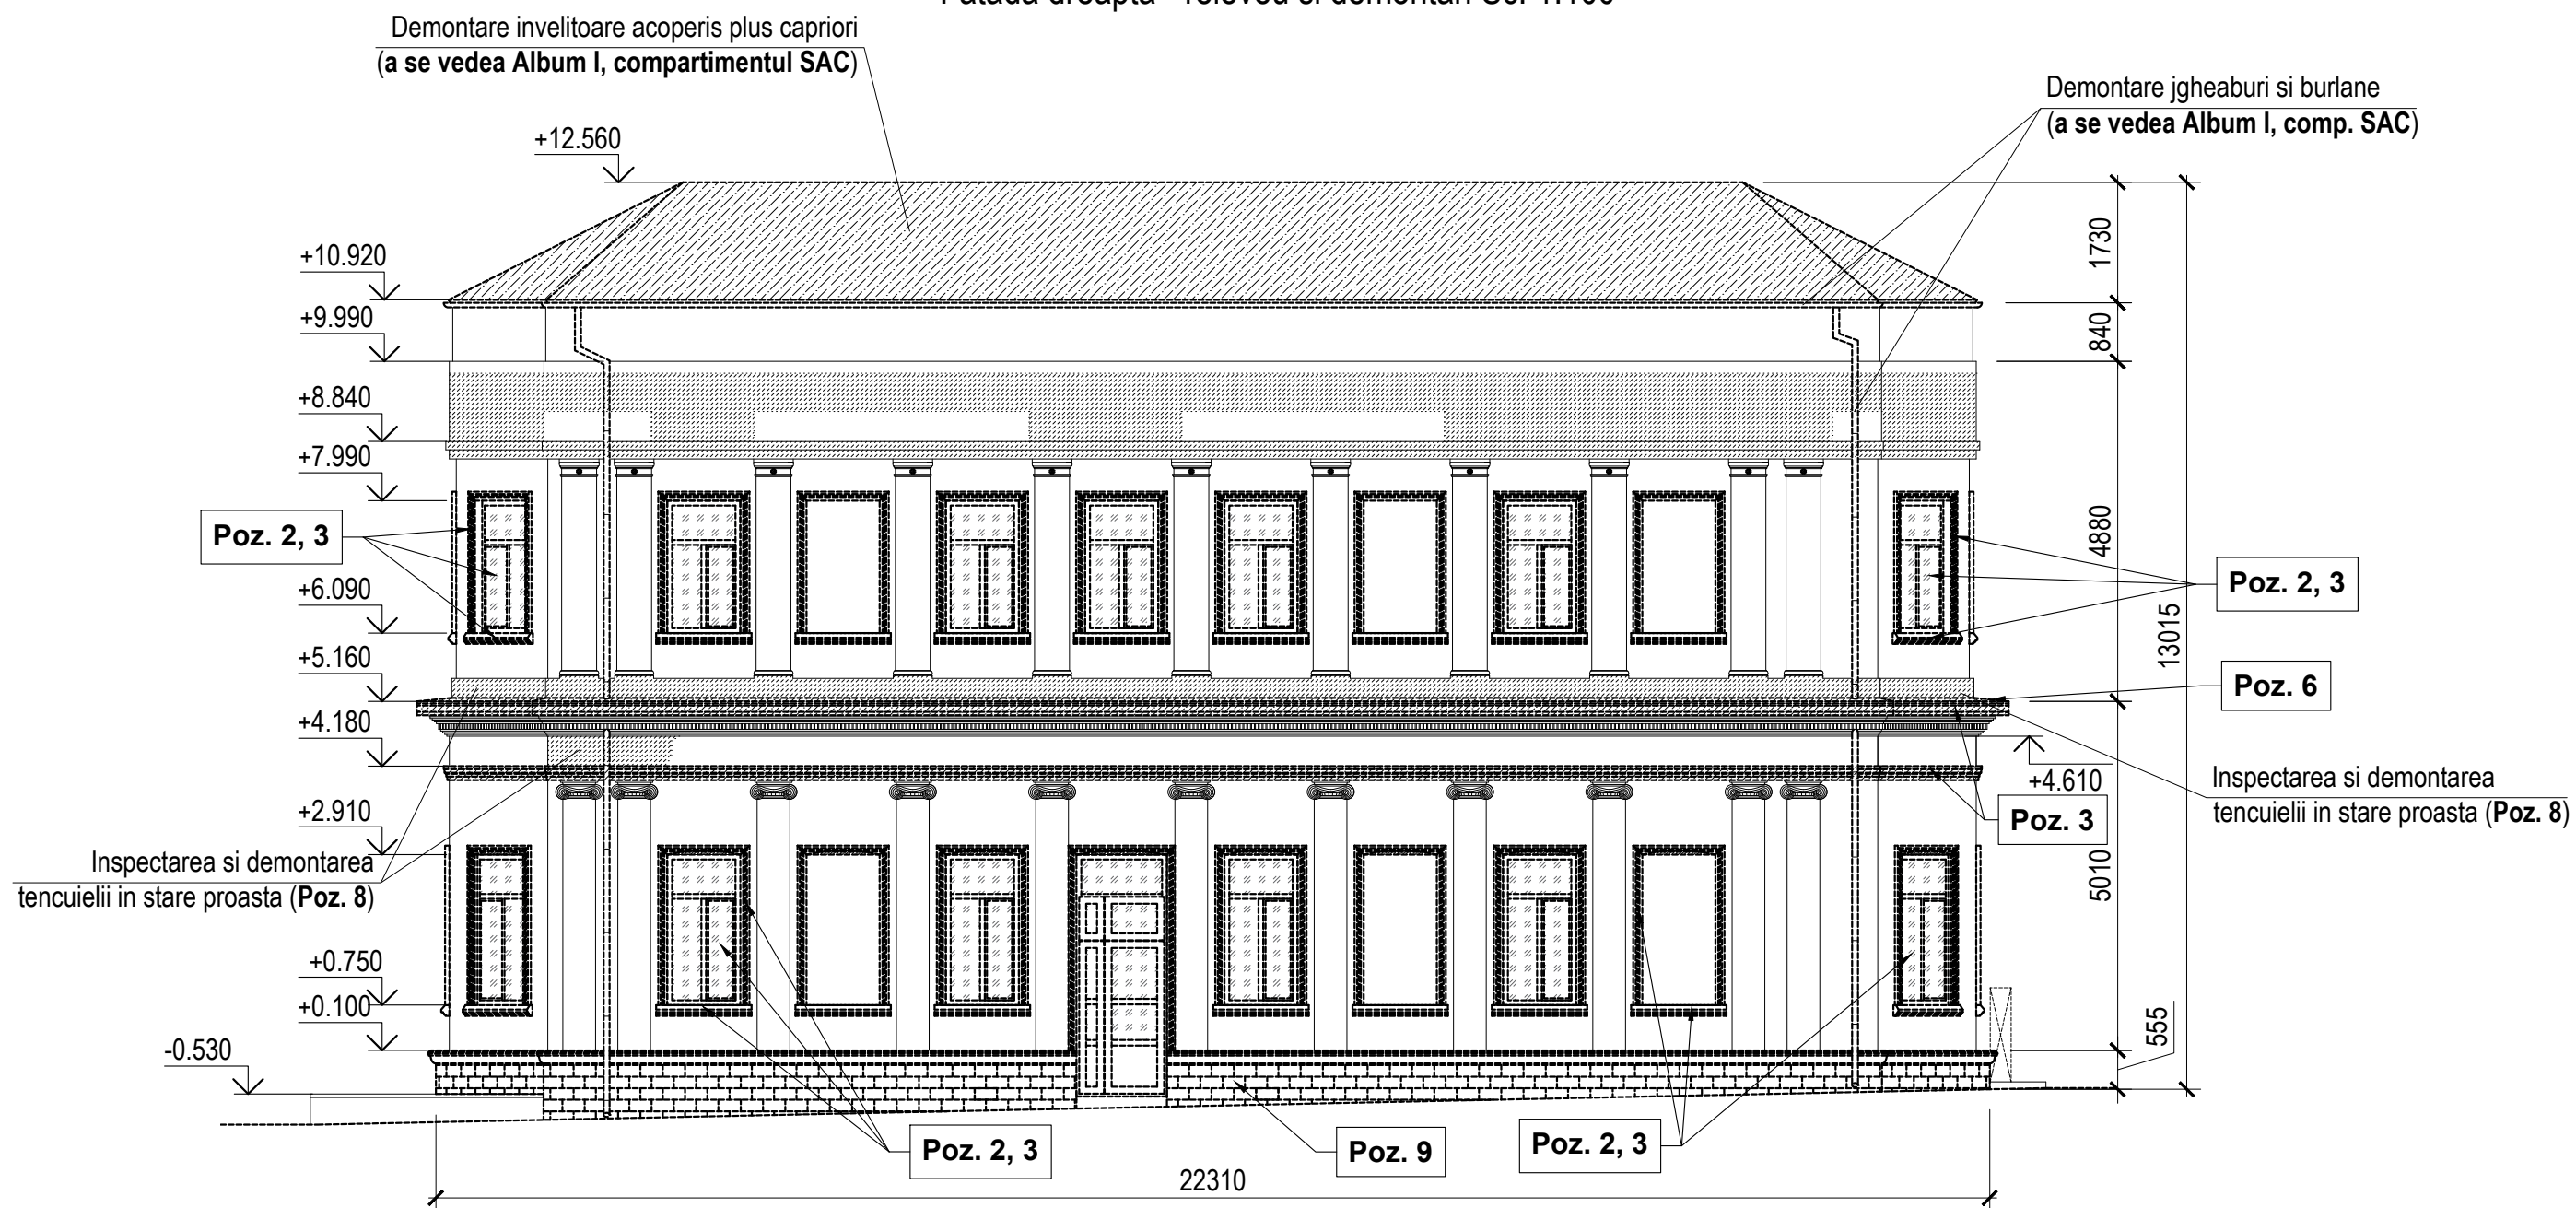 Demontare invelitoare acoperis plus capriori
(a se vedea Album I, compartimentul SAC)
Demontare jgheaburi si burlane
(a se vedea Album I, comp. SAC)
+12.560
+10.920
+9.990
+8.840
+7.990
+6.090
+5.160
+4.180
+2.910
+0.750
+0.100
-0.530
Poz. 2, 3
Inspectarea si demontarea
tencuielii in stare proasta (Poz. 8)
1730
840
4880
13015
5010
555
Poz. 2, 3
Poz. 6
+4.610
Poz. 3
Inspectarea si demontarea
tencuielii in stare proasta (Poz. 8)
Poz. 2, 3
Poz. 9
Poz. 2, 3
22310